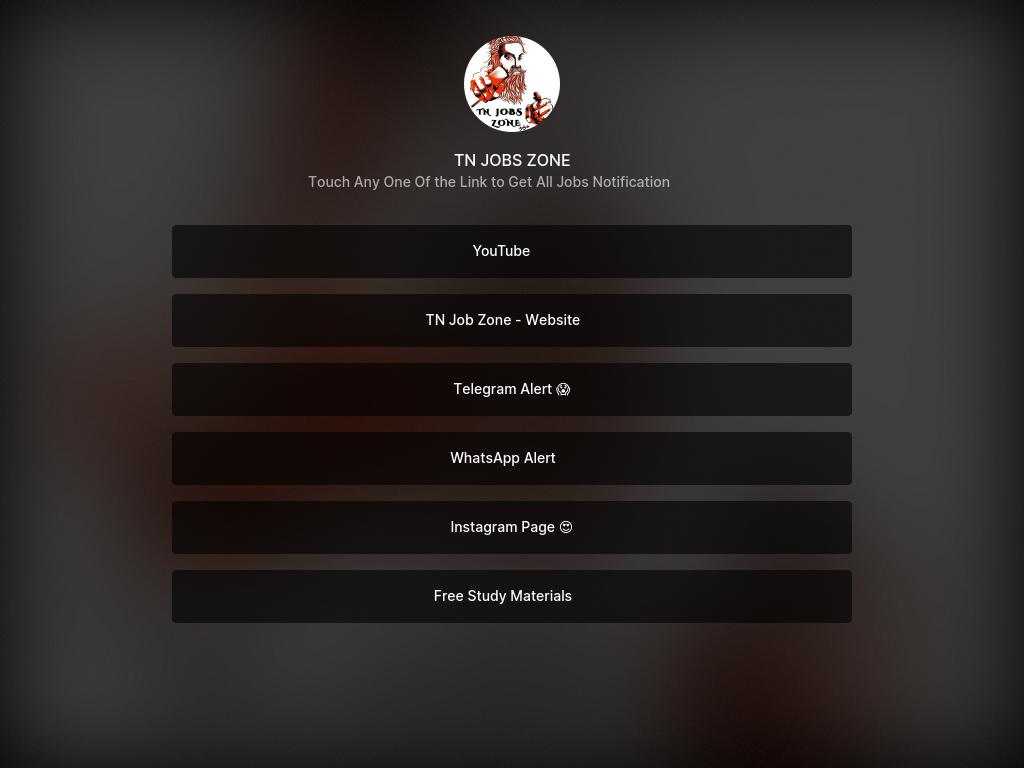 TN JOBS
ZONE
TN JOBS ZONE
Touch Any One Of the Link to Get All Jobs Notification
YouTube
TN Job Zone - Website
Telegram Alert 😱
WhatsApp Alert
Instagram Page 😍
Free Study Materials